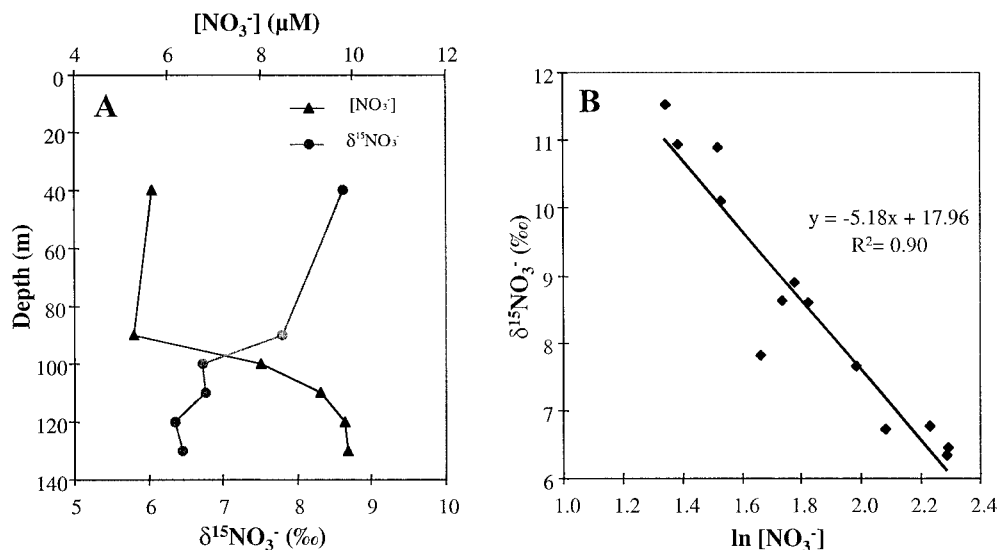 [NO₃⁻] (µM)
4 6 8 10 12
A
[NO₃⁻]
δ¹⁵NO₃⁻
Depth (m)
0
20
40
60
80
100
120
140
5 6 7 8 9 10
δ¹⁵NO₃⁻ (‰)
B
y = -5.18x + 17.96
R²= 0.90
δ¹⁵NO₃⁻ (‰)
12
11
10
9
8
7
6
1.0 1.2 1.4 1.6 1.8 2.0 2.2 2.4
ln [NO₃⁻]